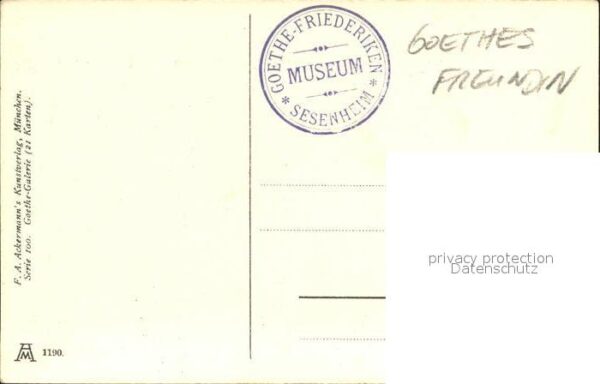 GOETHE-FRIEDERIKEN
MUSEUM
* SESENHEIM *
GOETHES
FREUNDIN
F. A. Ackermann's Kunstverlag, München.
Serie 100. Goethe-Galerie (21 Karten).
privacy protection
Datenschutz
1190.